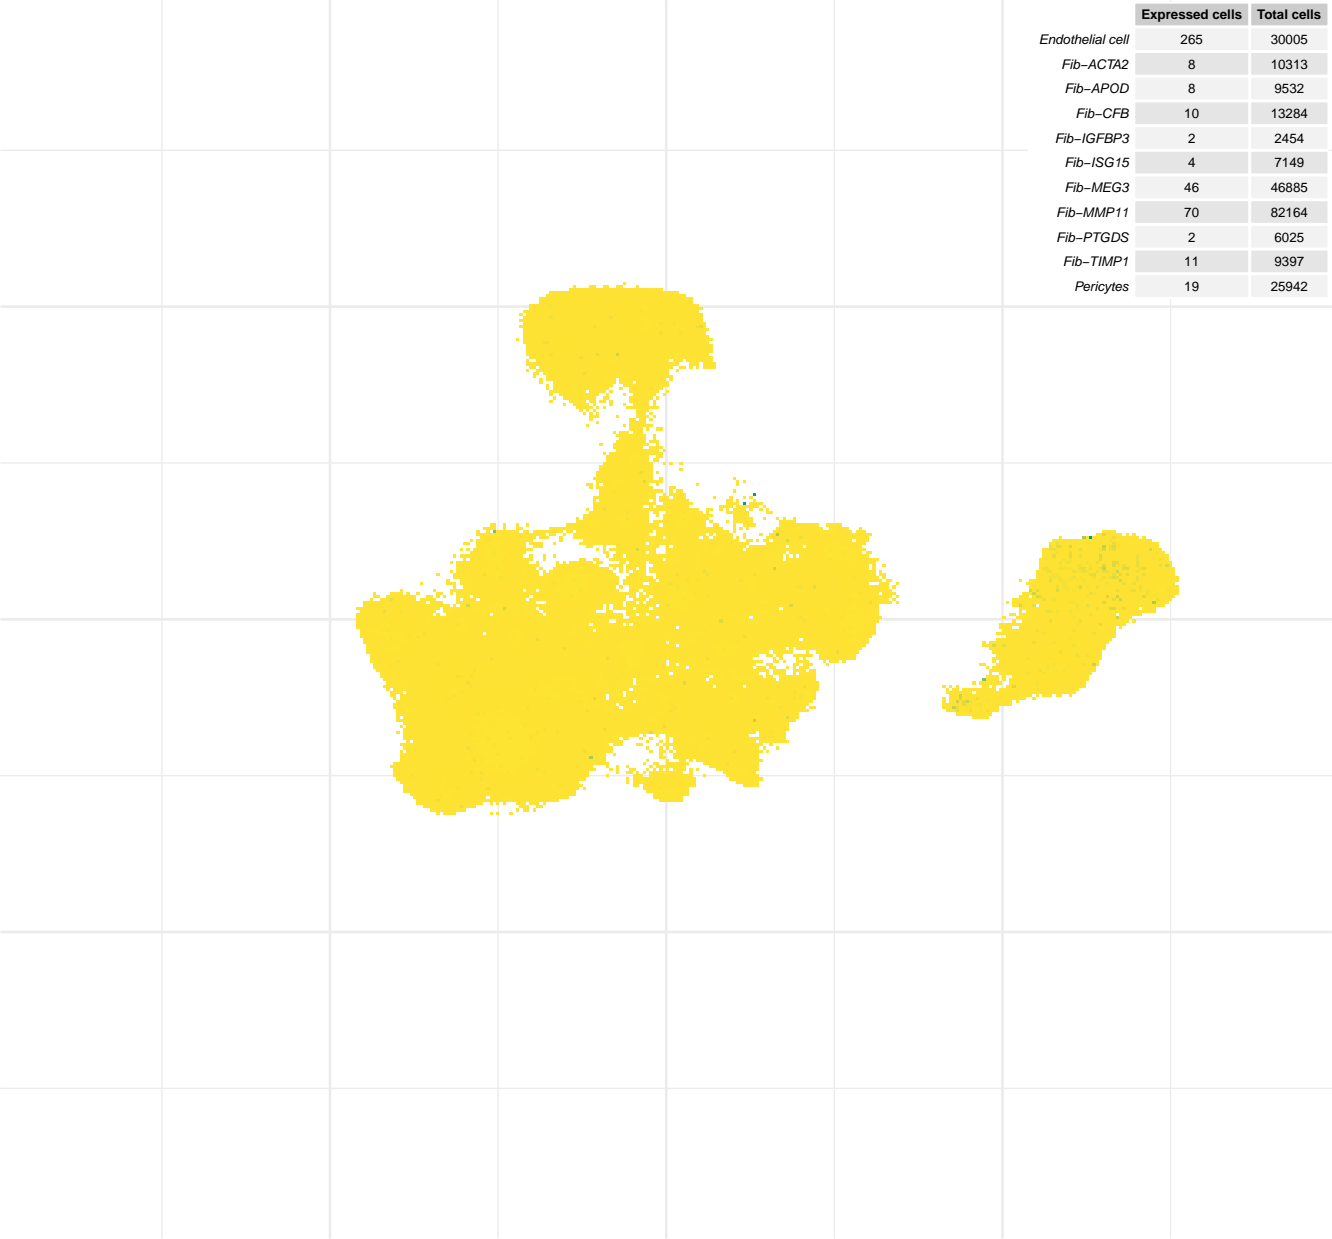 Expressed cells Total cells
Endothelial cell 265 30005
Fib−ACTA2 8 10313
Fib−APOD 8 9532
Fib−CFB 10 13284
Fib−IGFBP3 2 2454
Fib−ISG15 4 7149
Fib−MEG3 46 46885
Fib−MMP11 70 82164
Fib−PTGDS 2 6025
Fib−TIMP1 11 9397
Pericytes 19 25942